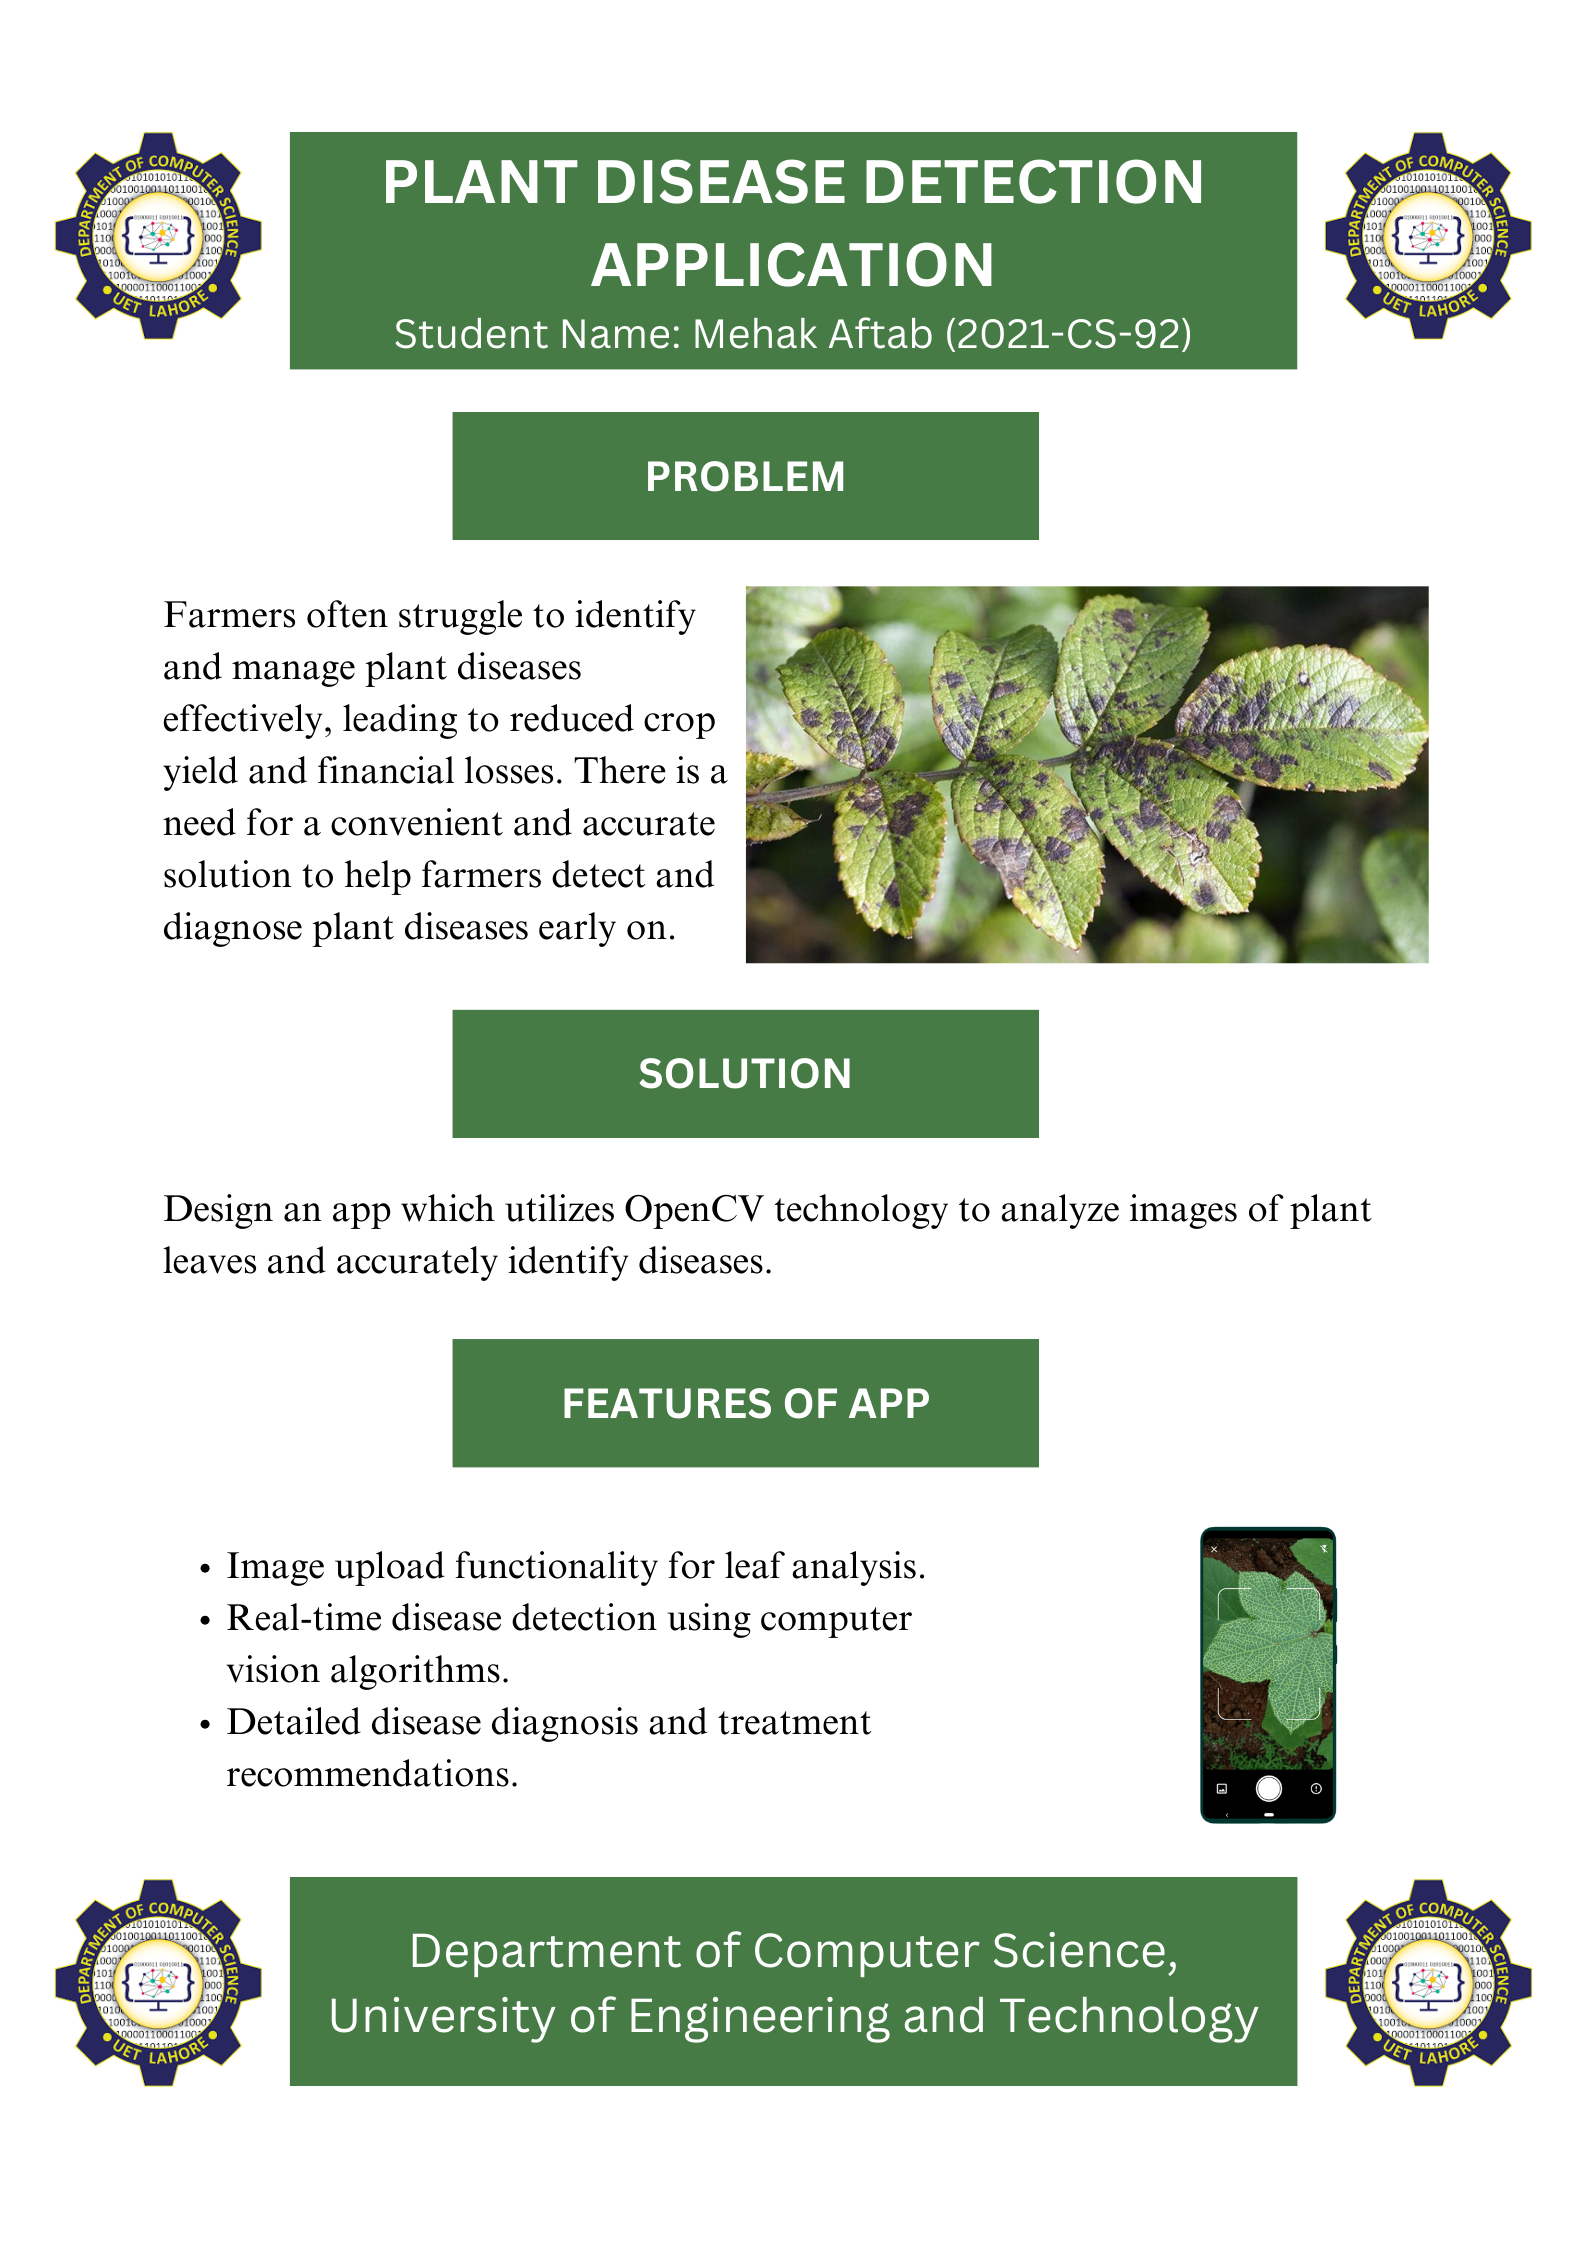 DEPARTMENT OF COMPUTER SCIENCE
UET LAHORE
PLANT DISEASE DETECTION
APPLICATION
Student Name: Mehak Aftab (2021-CS-92)
DEPARTMENT OF COMPUTER SCIENCE
UET LAHORE
PROBLEM
Farmers often struggle to identify
and manage plant diseases
effectively, leading to reduced crop
yield and financial losses. There is a
need for a convenient and accurate
solution to help farmers detect and
diagnose plant diseases early on.
SOLUTION
Design an app which utilizes OpenCV technology to analyze images of plant
leaves and accurately identify diseases.
FEATURES OF APP
• Image upload functionality for leaf analysis.
• Real-time disease detection using computer
vision algorithms.
• Detailed disease diagnosis and treatment
recommendations.
DEPARTMENT OF COMPUTER SCIENCE
UET LAHORE
Department of Computer Science,
University of Engineering and Technology
DEPARTMENT OF COMPUTER SCIENCE
UET LAHORE